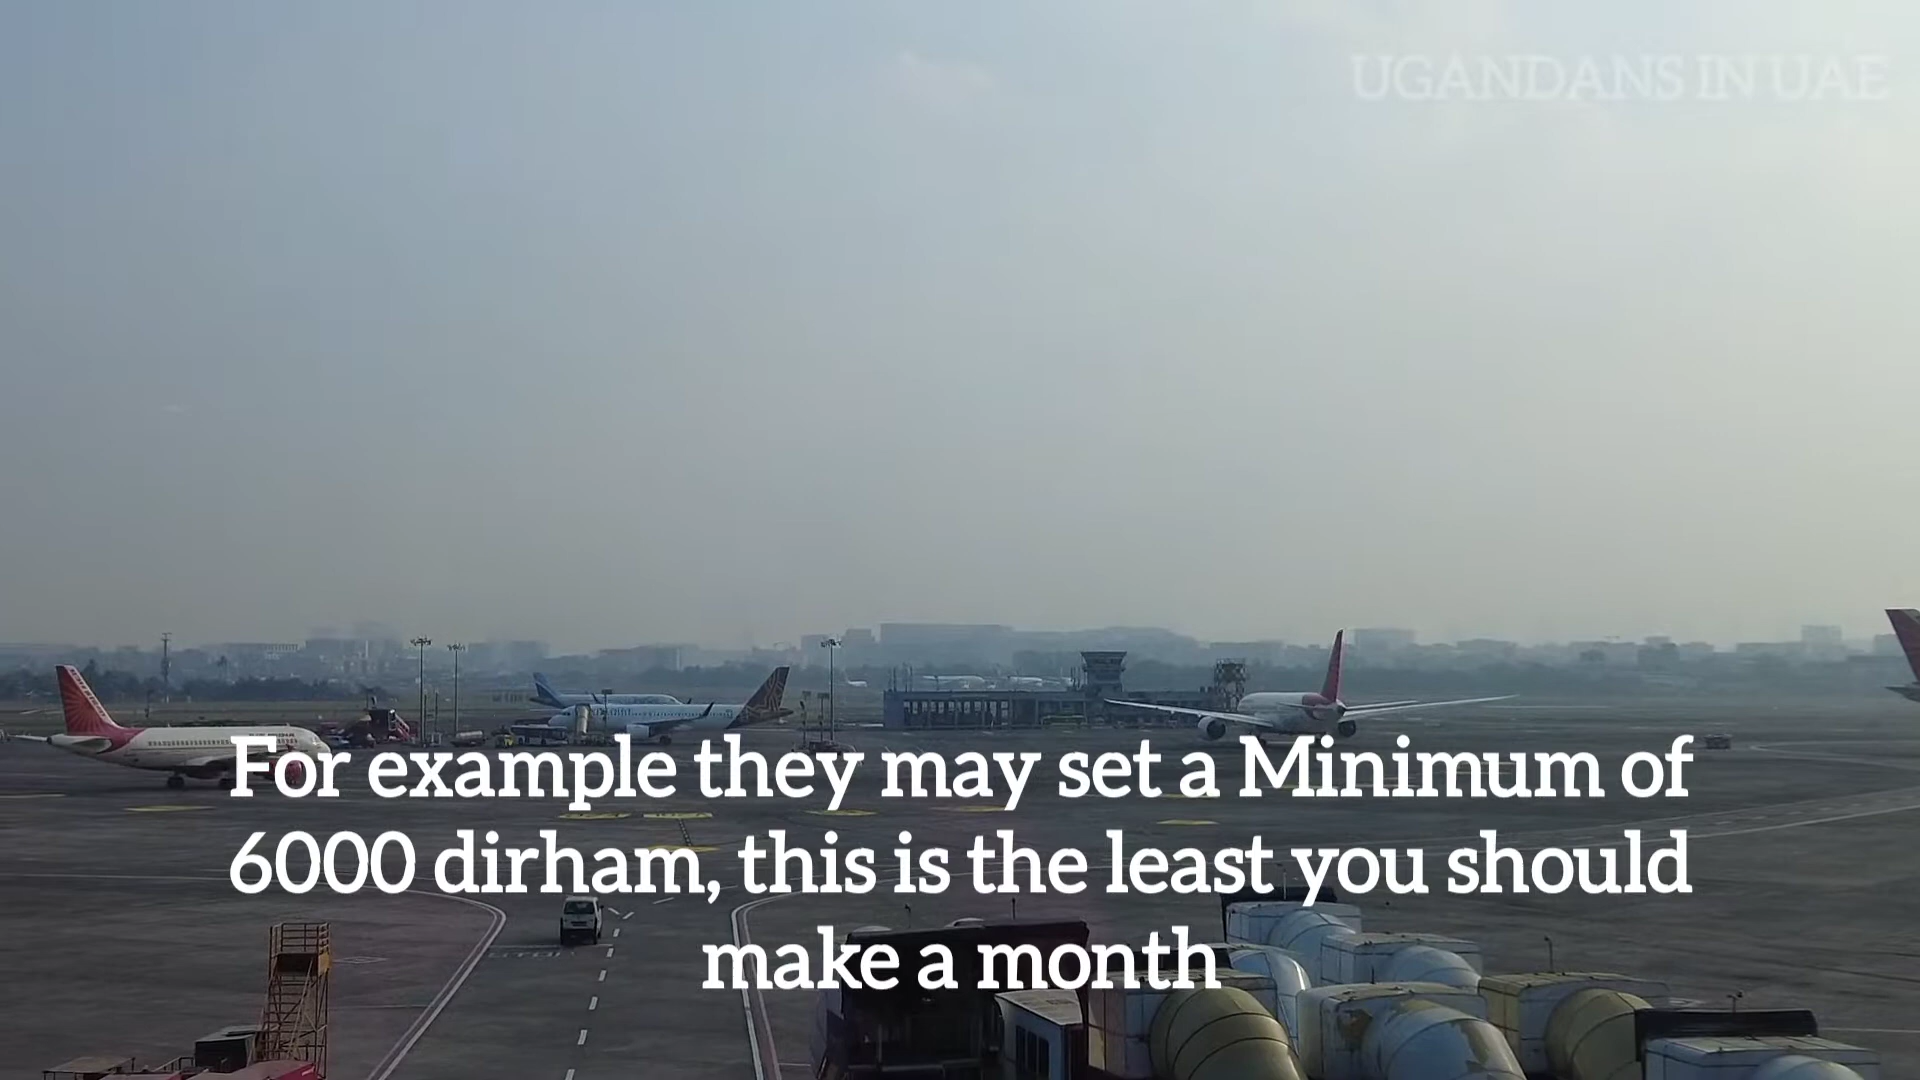 UGANDANS IN UAE
For example they may set a Minimum of
6000 dirham, this is the least you should
make a month